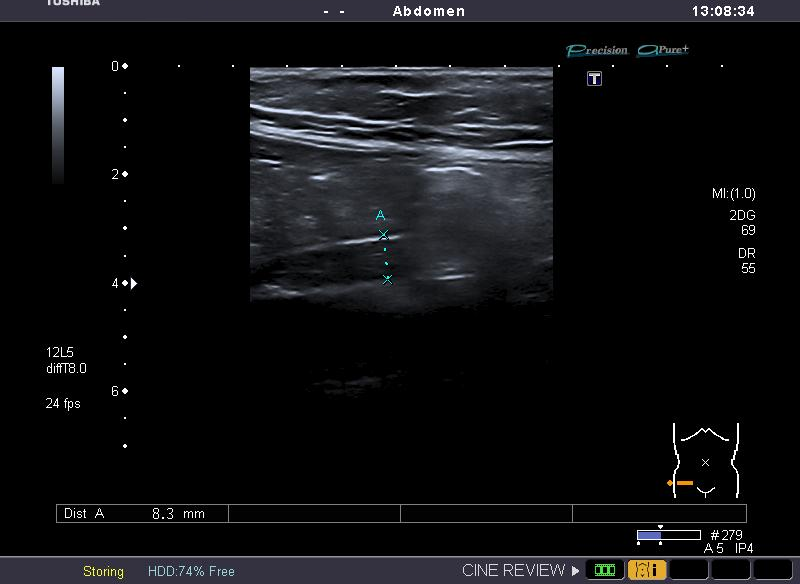 TOSHIBA
- - Abdomen 13:08:34
Precision APure+
T
0
2
4
6
A
MI:(1.0)
2DG
69
DR
55
12L5
diffT8.0
24 fps
Dist A 8.3 mm
#279
A 5 IP4
Storing HDD:74% Free CINE REVIEW